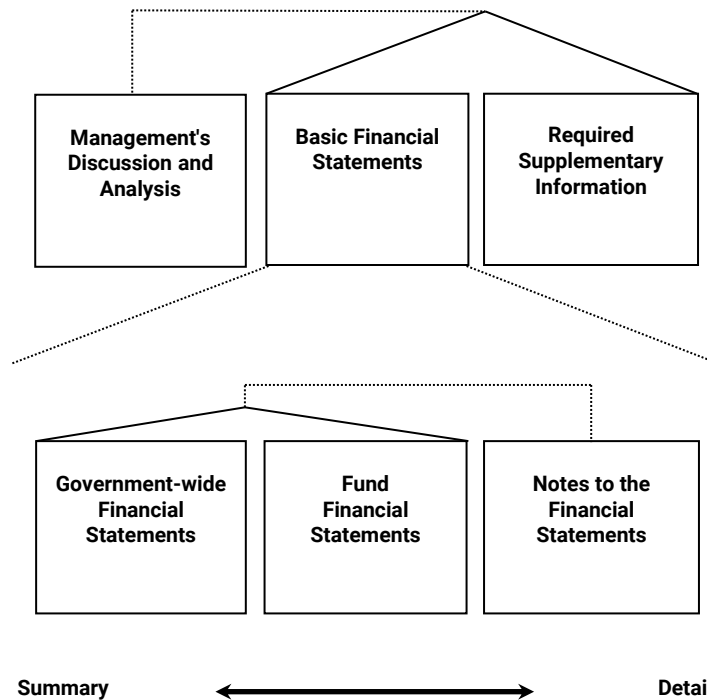 Management's
Discussion and
Analysis
Basic Financial
Statements
Required
Supplementary
Information
Government-wide
Financial
Statements
Fund
Financial
Statements
Notes to the
Financial
Statements
Summary
Detai